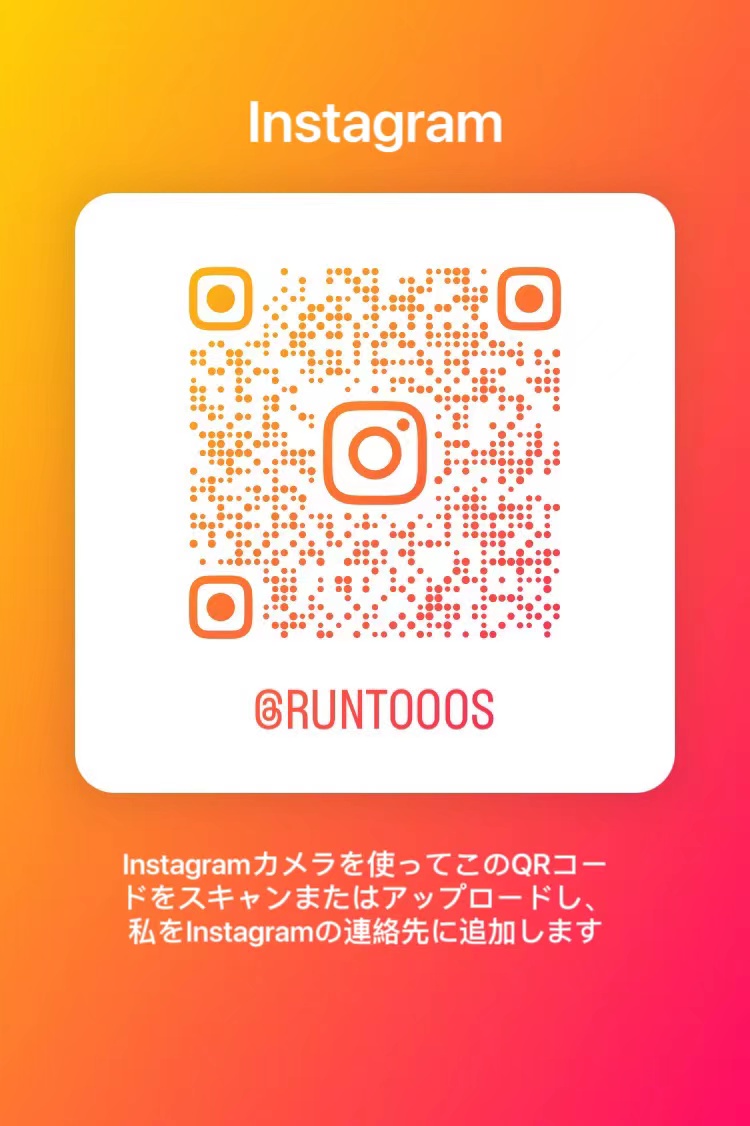 Instagram
@RUNTOOOS
Instagramカメラを使ってこのQRコー
ドをスキャンまたはアップロードし、
私をInstagramの連絡先に追加します